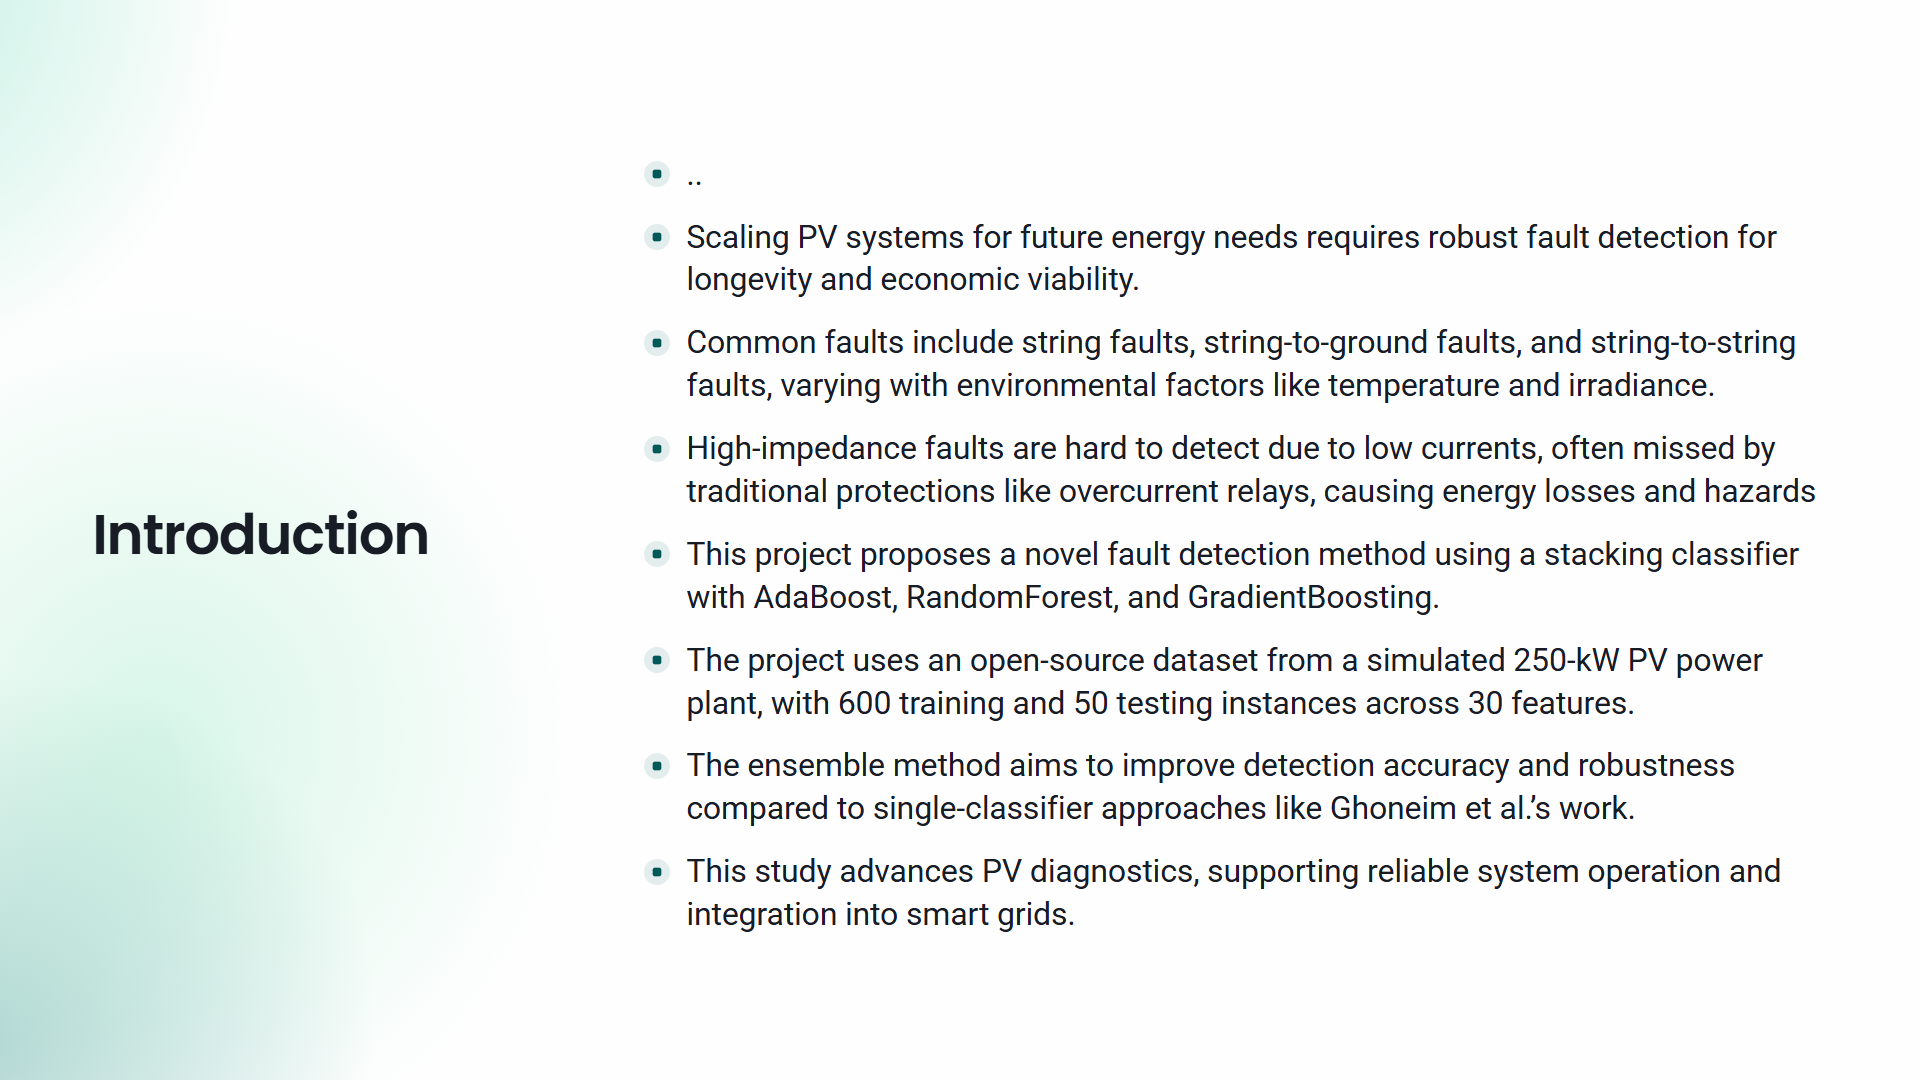 Introduction
..
Scaling PV systems for future energy needs requires robust fault detection for
longevity and economic viability.
Common faults include string faults, string-to-ground faults, and string-to-string
faults, varying with environmental factors like temperature and irradiance.
High-impedance faults are hard to detect due to low currents, often missed by
traditional protections like overcurrent relays, causing energy losses and hazards
This project proposes a novel fault detection method using a stacking classifier
with AdaBoost, RandomForest, and GradientBoosting.
The project uses an open-source dataset from a simulated 250-kW PV power
plant, with 600 training and 50 testing instances across 30 features.
The ensemble method aims to improve detection accuracy and robustness
compared to single-classifier approaches like Ghoneim et al.’s work.
This study advances PV diagnostics, supporting reliable system operation and
integration into smart grids.